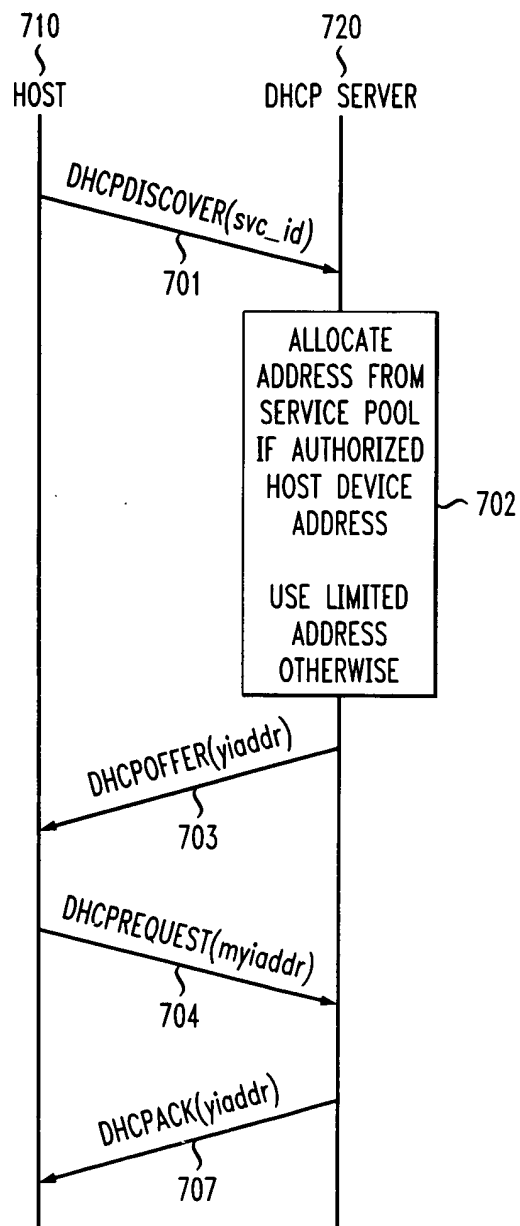 710
720
HOST
DHCP SERVER
DHCPDISCOVER(svc_id)
701
ALLOCATE
ADDRESS FROM
SERVICE POOL
IF AUTHORIZED
HOST DEVICE
ADDRESS
702
USE LIMITED
ADDRESS
OTHERWISE
DHCPOFFER(yiaddr)
703
DHCPREQUEST(myiaddr)
704
DHCPACK(yiaddr)
707